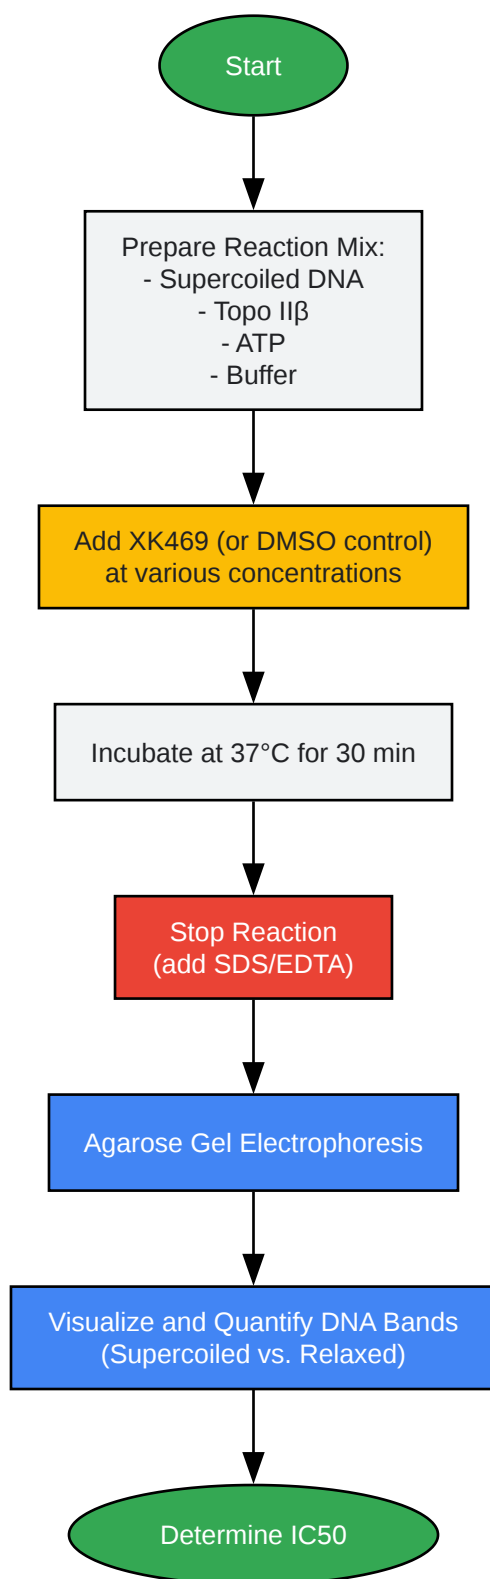 Start
Prepare Reaction Mix:
- Supercoiled DNA
- Topo IIβ
- ATP
- Buffer
Add XK469 (or DMSO control)
at various concentrations
Incubate at 37°C for 30 min
Stop Reaction
(add SDS/EDTA)
Agarose Gel Electrophoresis
Visualize and Quantify DNA Bands
(Supercoiled vs. Relaxed)
Determine IC50